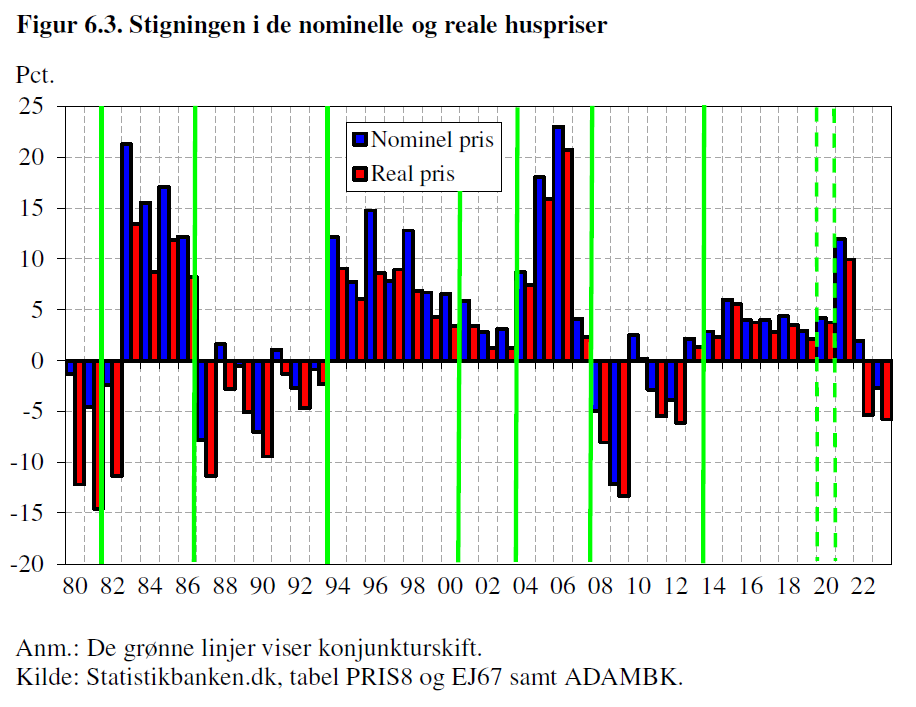 Figur 6.3. Stigningen i de nominelle og reale huspriser
Pct.
25
20
15
10
5
0
-5
-10
-15
-20
Nominel pris
Real pris
80 82 84 86 88 90 92 94 96 98 00 02 04 06 08 10 12 14 16 18 20 22
Anm.: De grønne linjer viser konjunkturskift.
Kilde: Statistikbanken.dk, tabel PRIS8 og EJ67 samt ADAMBK.